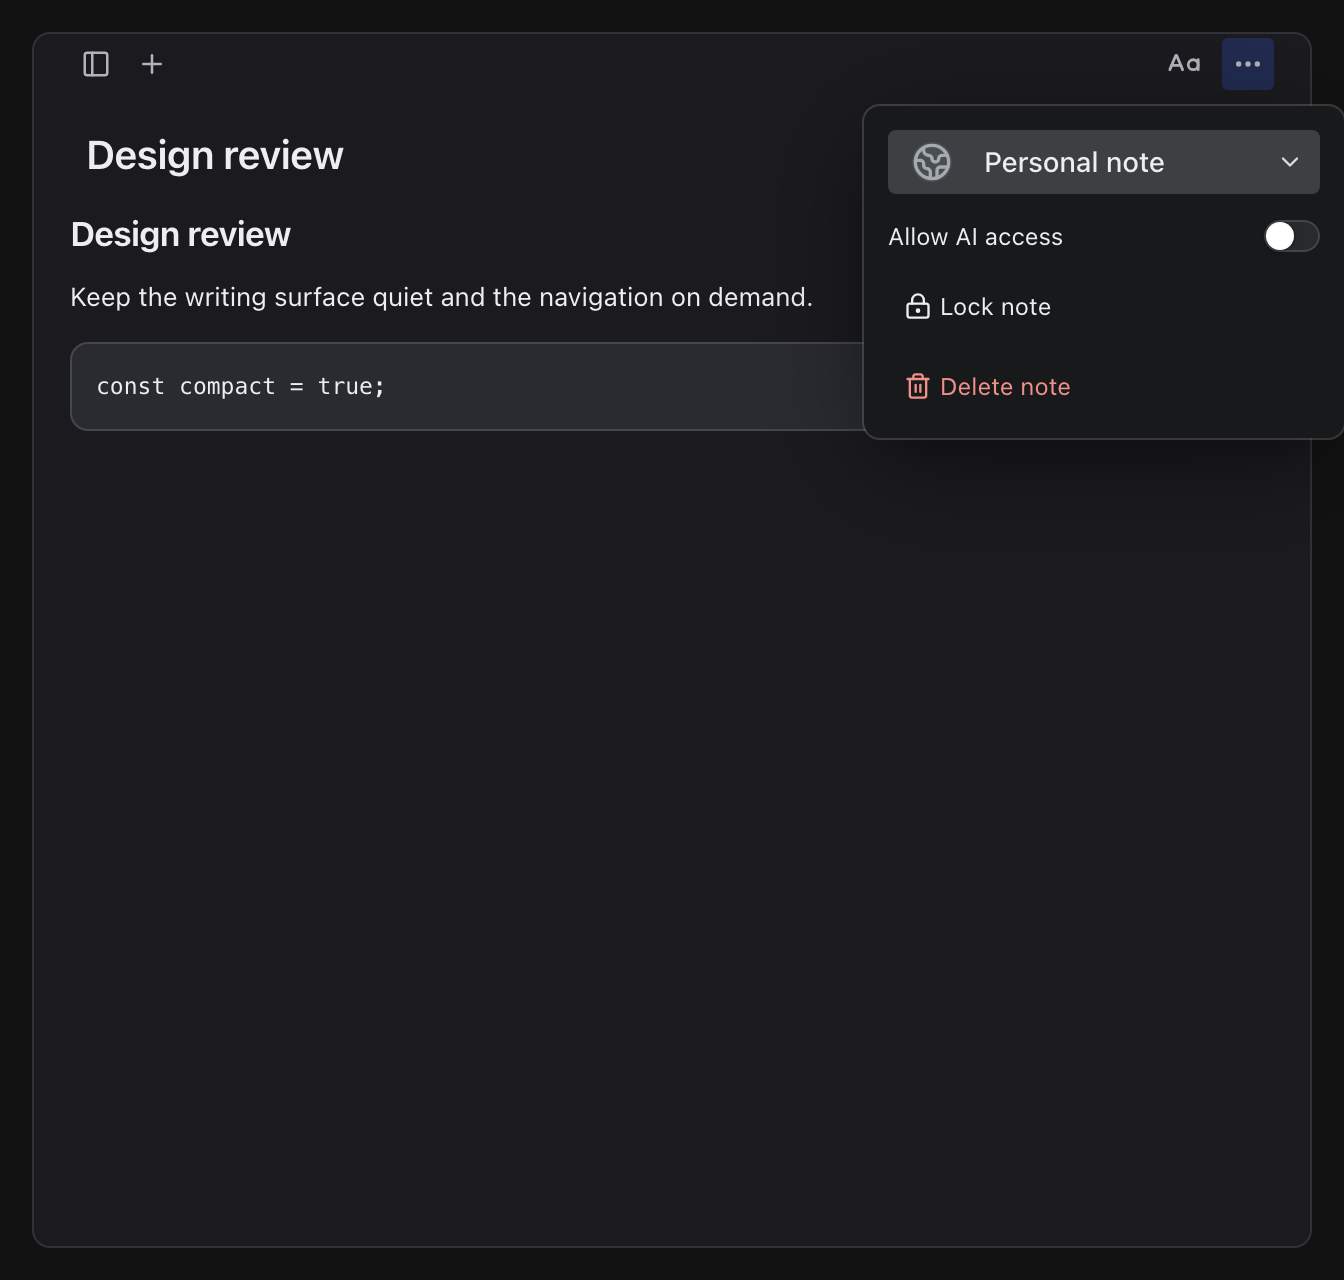 Aa
Design review
Design review
Keep the writing surface quiet and the navigation on demand.
const compact = true;
Personal note
Allow AI access
Lock note
Delete note